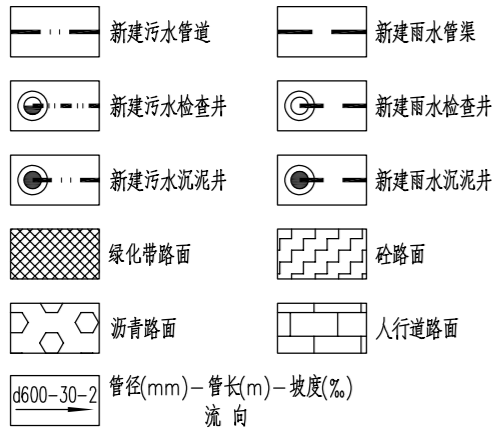 新建污水管道
新建雨水管渠
新建污水检查井
新建雨水检查井
新建污水沉泥井
新建雨水沉泥井
绿化带路面
砼路面
沥青路面
人行道路面
d600-30-2
管径(mm)-管长(m)-坡度(‰)
流向